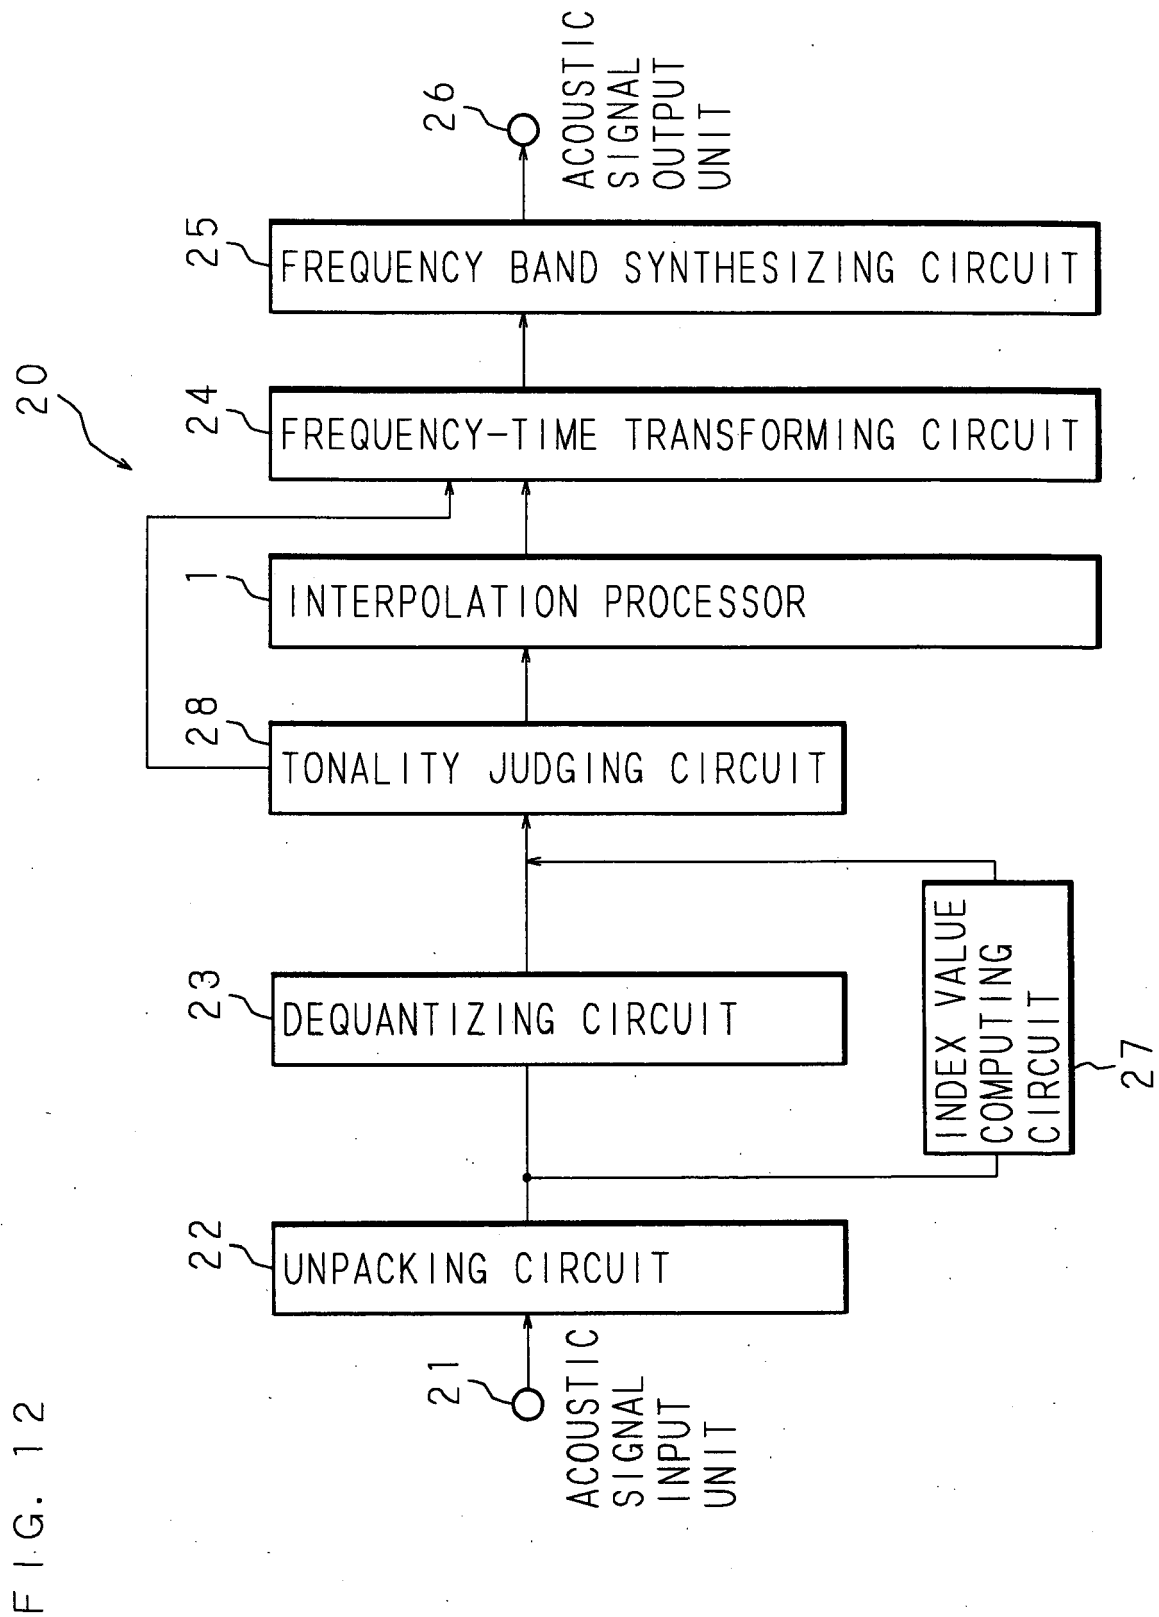 FIG. 12
20
21
ACOUSTIC
SIGNAL
INPUT
UNIT
22
UNPACKING CIRCUIT
23
DEQUANTIZING CIRCUIT
INDEX VALUE
COMPUTING
CIRCUIT
27
28
TONALITY JUDGING CIRCUIT
1
INTERPOLATION PROCESSOR
24
FREQUENCY-TIME TRANSFORMING CIRCUIT
25
FREQUENCY BAND SYNTHESIZING CIRCUIT
26
ACOUSTIC
SIGNAL
OUTPUT
UNIT